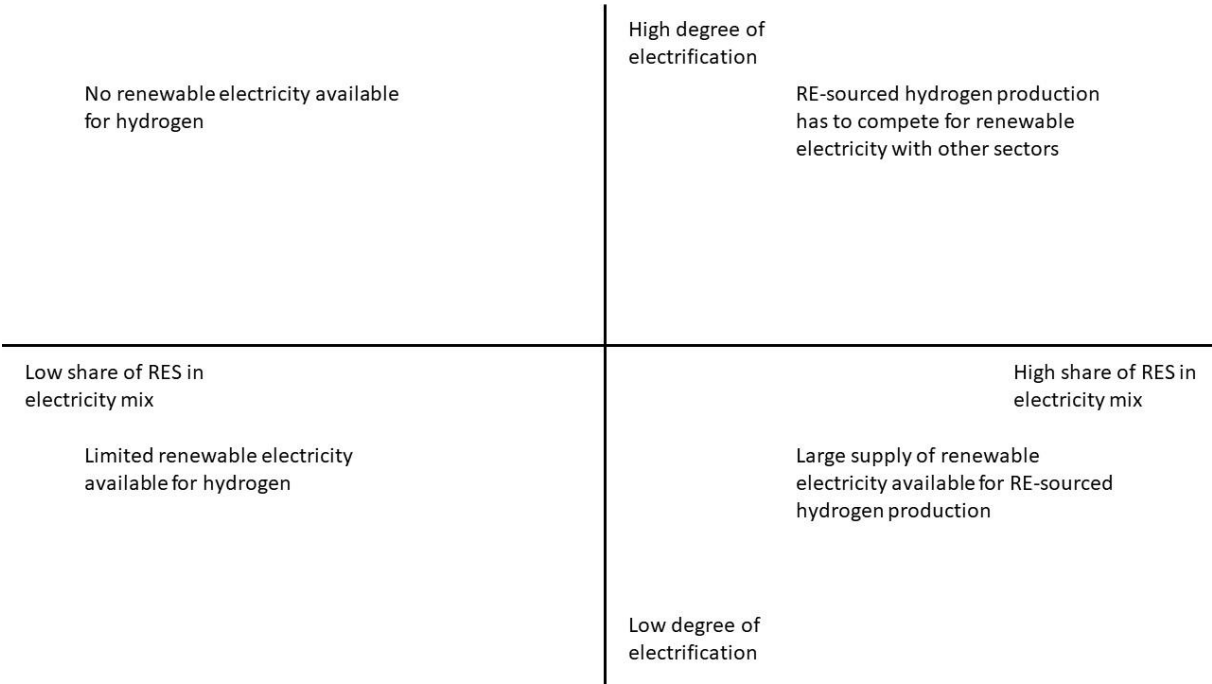 High degree of
electrification
No renewable electricity available
for hydrogen
RE-sourced hydrogen production
has to compete for renewable
electricity with other sectors
Low share of RES in
electricity mix
High share of RES in
electricity mix
Limited renewable electricity
available for hydrogen
Large supply of renewable
electricity available for RE-sourced
hydrogen production
Low degree of
electrification